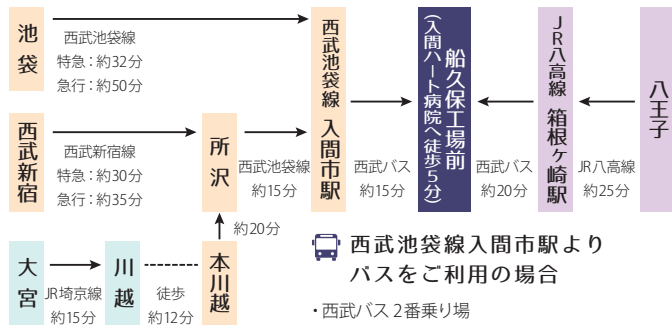 池袋
西武池袋線
特急：約32分
急行：約50分
西武新宿
西武新宿線
特急：約30分
急行：約35分
所沢
西武池袋線
約15分
西武池袋線 入間市駅
西武バス
約15分
船久保工場前
（入間ハート病院へ徒歩5分）
西武バス
約20分
JR八高線 箱根ヶ崎駅
JR八高線
約25分
八王子
大宮
JR埼京線
約15分
川越
徒歩
約12分
本川越
約20分
西武池袋線入間市駅より
バスをご利用の場合
・西武バス 2番乗り場